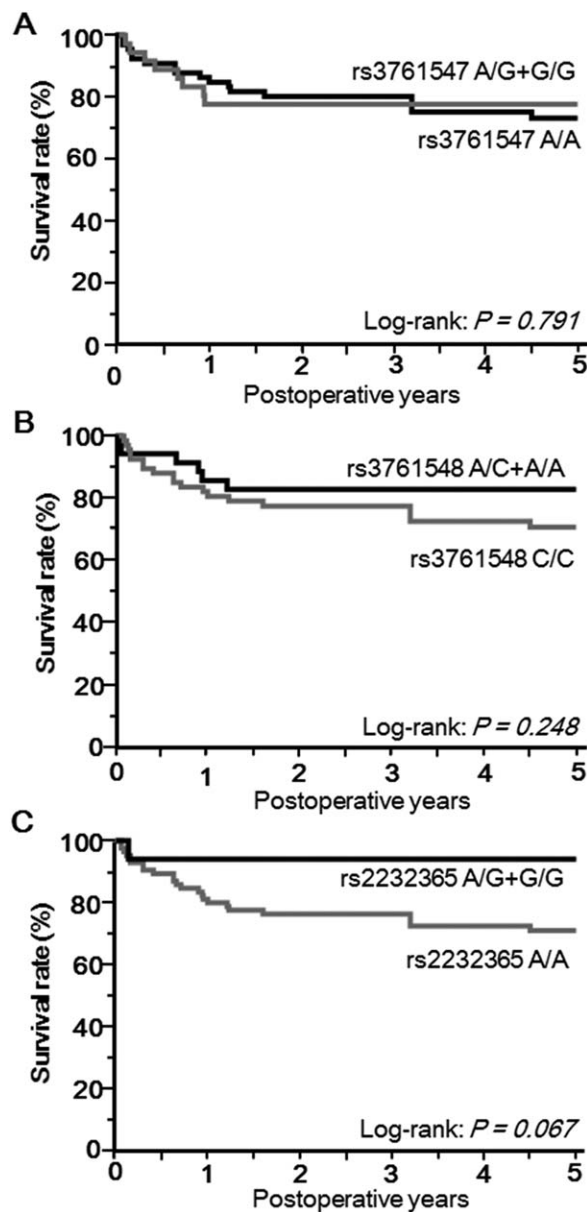 A
100
80
60
40
20
0
Survival rate (%)
rs3761547 A/G+G/G
rs3761547 A/A
Log-rank: P = 0.791
0 1 2 3 4 5
Postoperative years
B
100
80
60
40
80
0
Survival rate (%)
rs3761548 A/C+A/A
rs3761548 C/C
Log-rank: P = 0.248
0 1 2 3 4 5
Postoperative years
C
100
80
60
40
20
0
Survival rate (%)
rs2232365 A/G+G/G
rs2232365 A/A
Log-rank: P = 0.067
0 1 2 3 4 5
Postoperative years